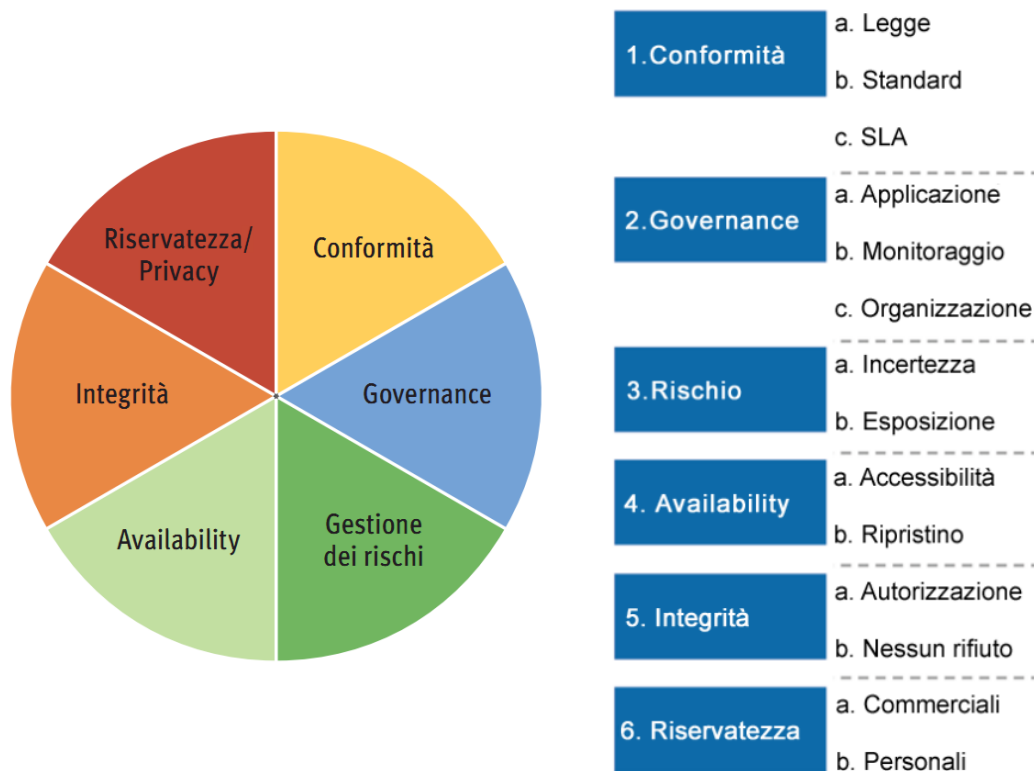 Riservatezza/
Privacy
Conformità
Integrità
Governance
Availability
Gestione
dei rischi
1.Conformità
a. Legge
b. Standard
c. SLA
2.Governance
a. Applicazione
b. Monitoraggio
c. Organizzazione
3.Rischio
a. Incertezza
b. Esposizione
4. Availability
a. Accessibilità
b. Ripristino
5. Integrità
a. Autorizzazione
b. Nessun rifiuto
6. Riservatezza
a. Commerciali
b. Personali